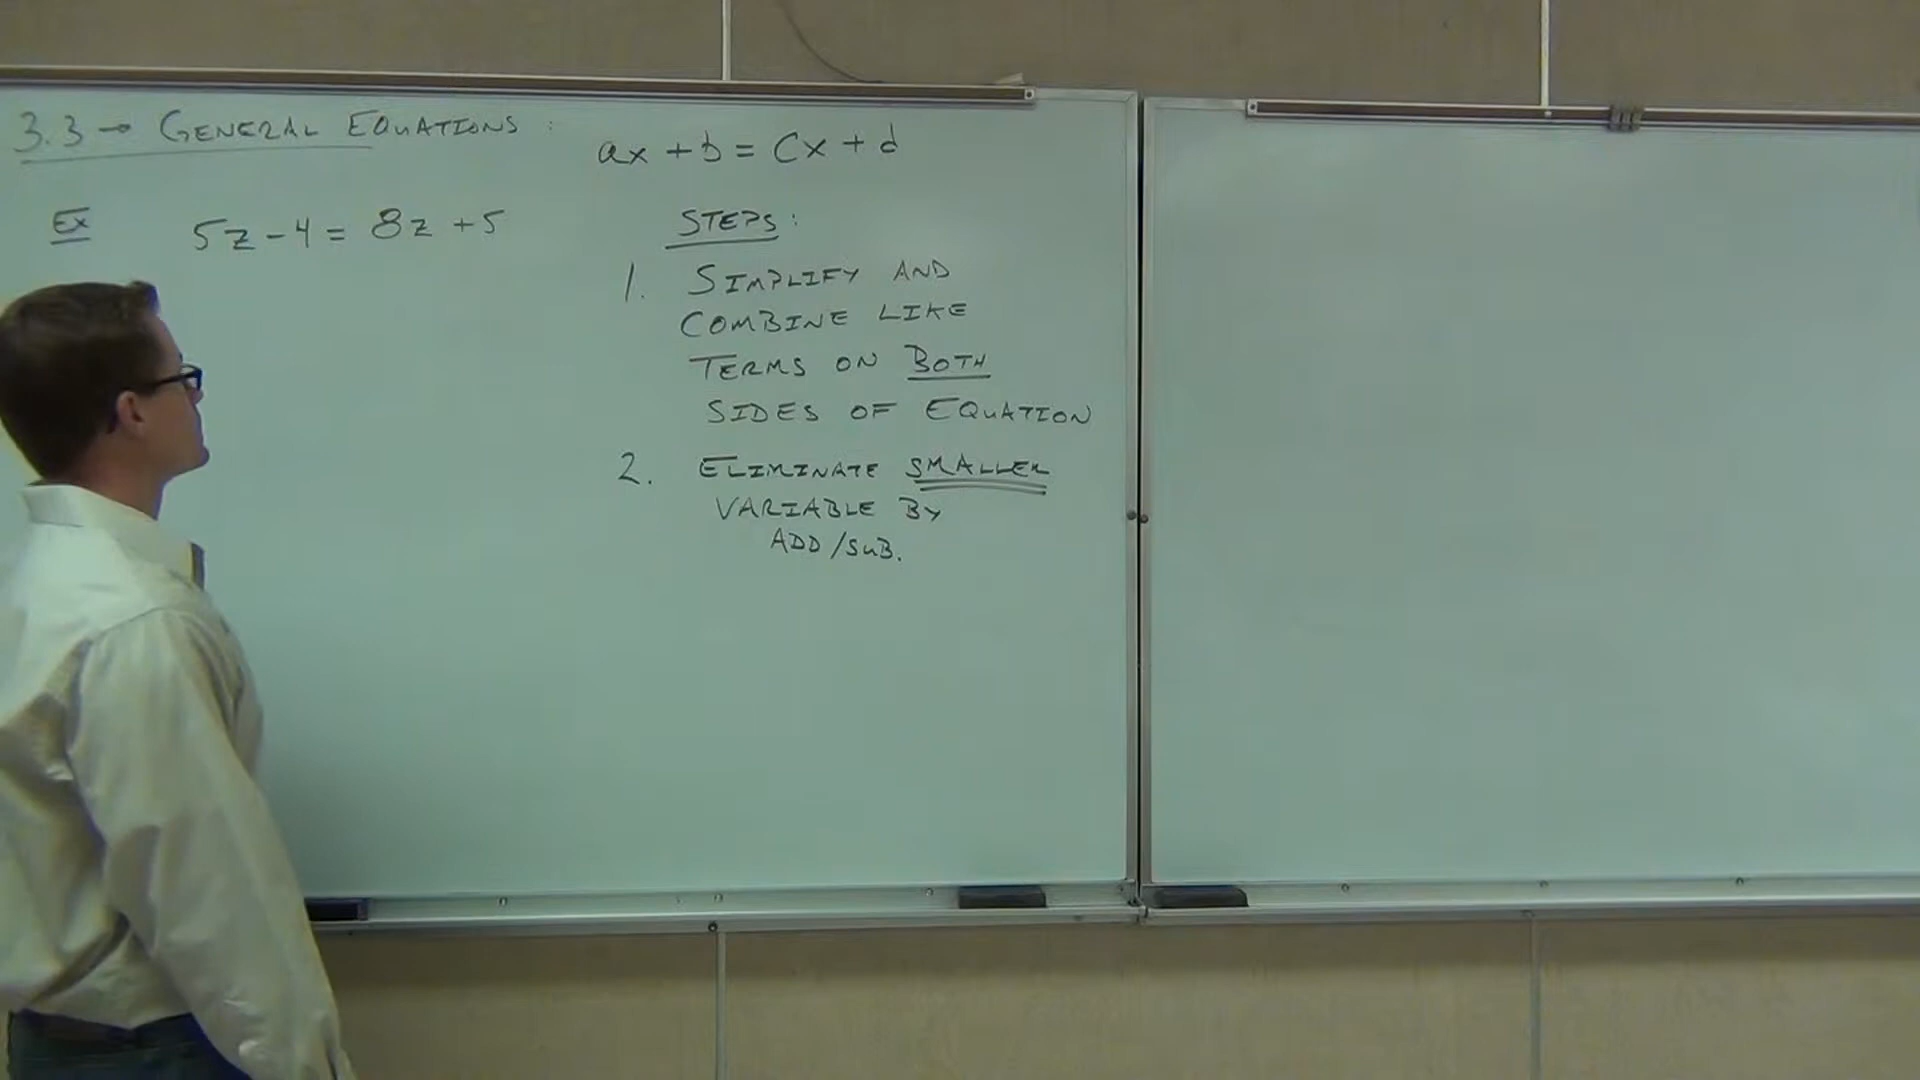 3.3 → GENERAL EQUATIONS :
ax + b = Cx + d
Ex 5z - 4 = 8z + 5
STEPS :
1. SIMPLIFY AND
COMBINE LIKE
TERMS ON BOTH
SIDES OF EQUATION
2. ELIMINATE SMALLER
VARIABLE BY
ADD/SUB.